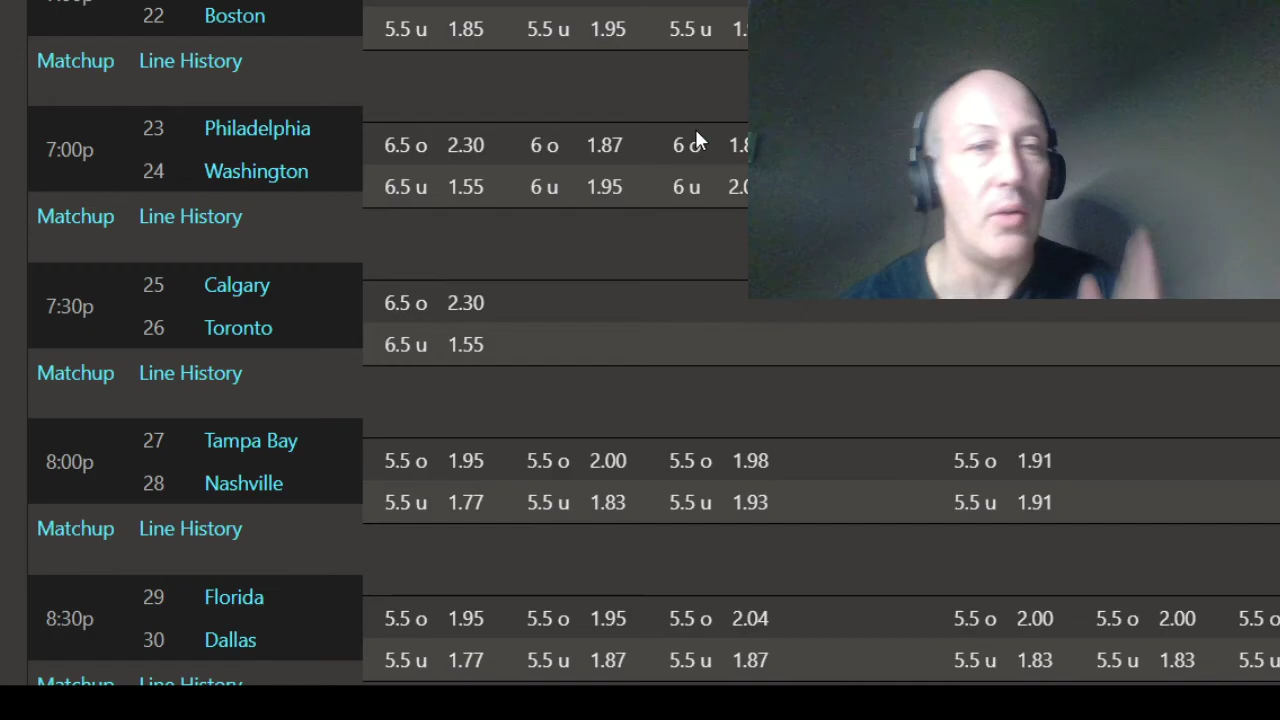 22 Boston 5.5 u 1.85 5.5 u 1.95 5.5 u
Matchup Line History
7:00p
23 Philadelphia 6.5 o 2.30 6 o 1.87 6 o
24 Washington 6.5 u 1.55 6 u 1.95 6 u
Matchup Line History
7:30p
25 Calgary 6.5 o 2.30
26 Toronto 6.5 u 1.55
Matchup Line History
8:00p
27 Tampa Bay 5.5 o 1.95 5.5 o 2.00 5.5 o 1.98 5.5 o 1.91
28 Nashville 5.5 u 1.77 5.5 u 1.83 5.5 u 1.93 5.5 u 1.91
Matchup Line History
8:30p
29 Florida 5.5 o 1.95 5.5 o 1.95 5.5 o 2.04 5.5 o 2.00 5.5 o 2.00 5.5 o
30 Dallas 5.5 u 1.77 5.5 u 1.87 5.5 u 1.87 5.5 u 1.83 5.5 u 1.83 5.5 u
Matchup Line History